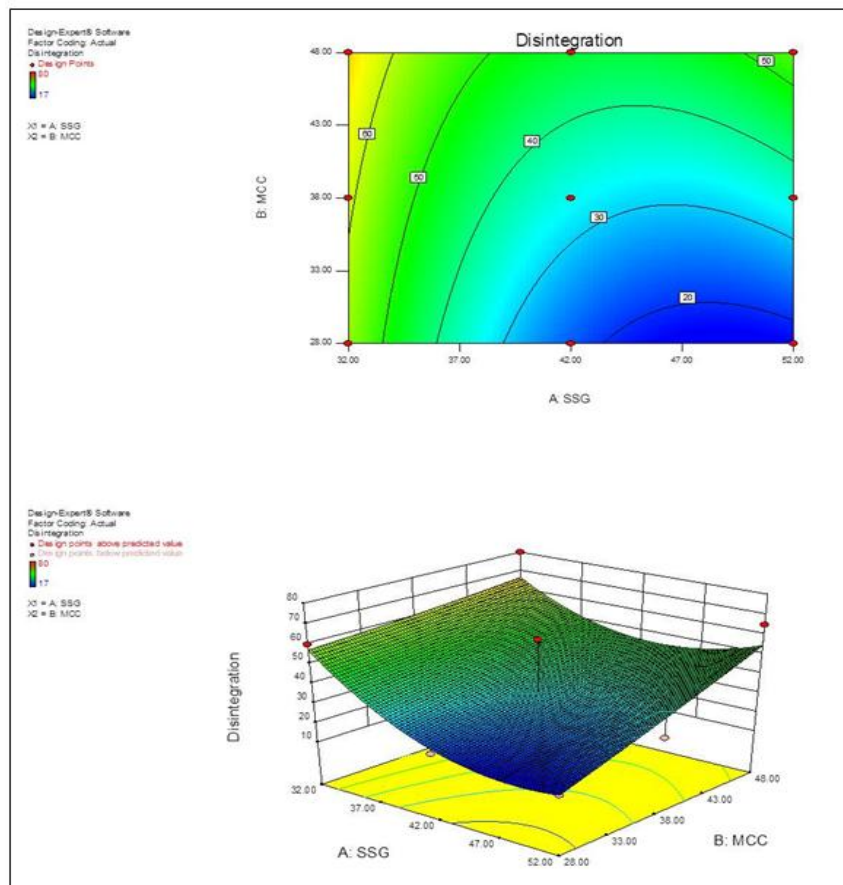 Design-Expert® Software
Factor Coding: Actual
Disintegration
Design Points
80
17
X1 = A: SSG
X2 = B: MCC
Disintegration
48.00
43.00
38.00
33.00
28.00
B: MCC
32.00 37.00 42.00 47.00 52.00
A: SSG
60
50
40
30
20
50
Design-Expert® Software
Factor Coding: Actual
Disintegration
Design points above predicted value
Design points below predicted value
80
17
X1 = A: SSG
X2 = B: MCC
80
70
60
50
40
30
20
10
Disintegration
32.00
37.00
42.00
47.00
52.00
A: SSG
28.00
33.00
38.00
43.00
48.00
B: MCC